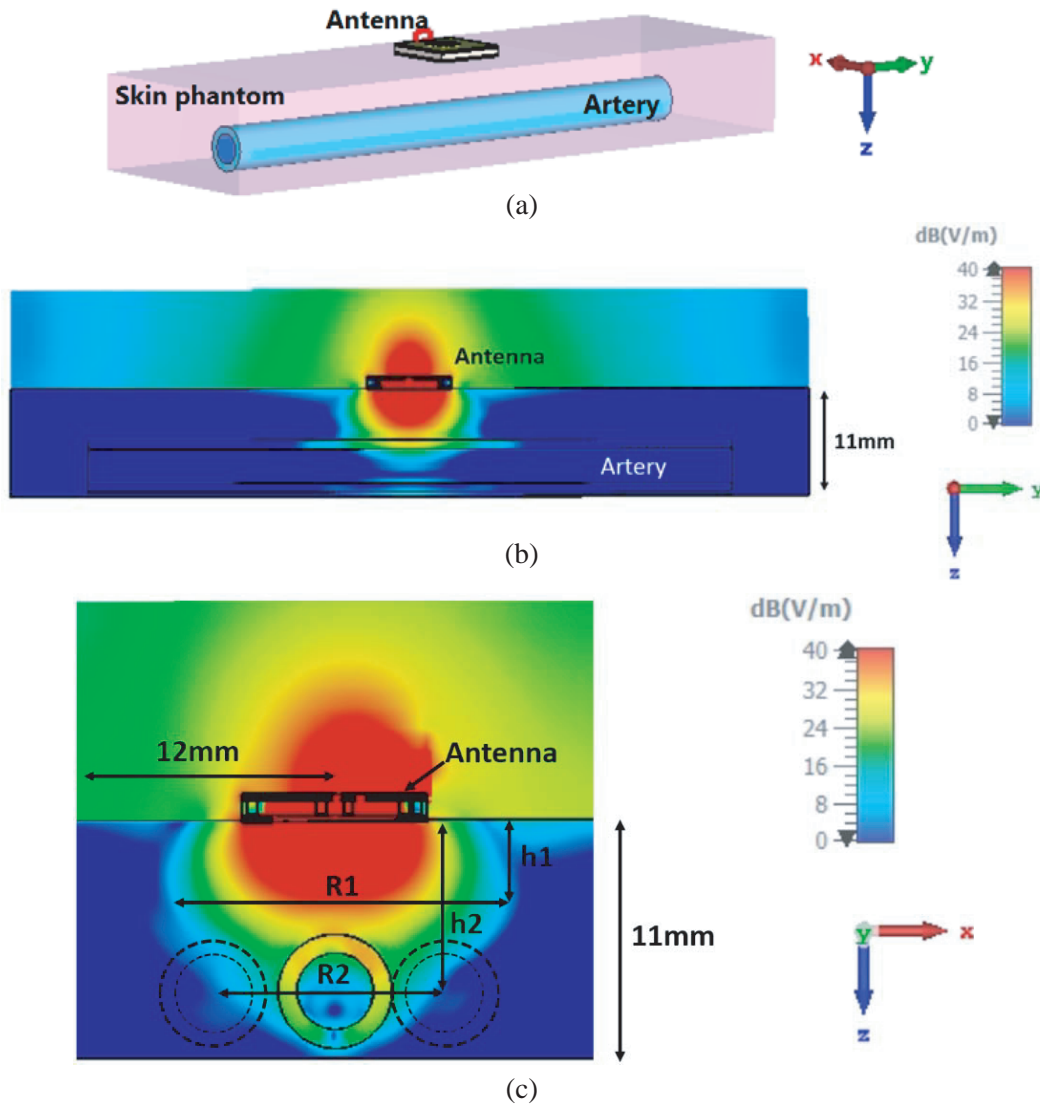 Antenna
Skin phantom
Artery
x
y
z
(a)
dB(V/m)
40
32
24
16
8
0
Antenna
11mm
Artery
y
z
(b)
dB(V/m)
40
32
24
16
8
0
12mm
Antenna
h1
R1
h2
11mm
R2
y
x
z
(c)